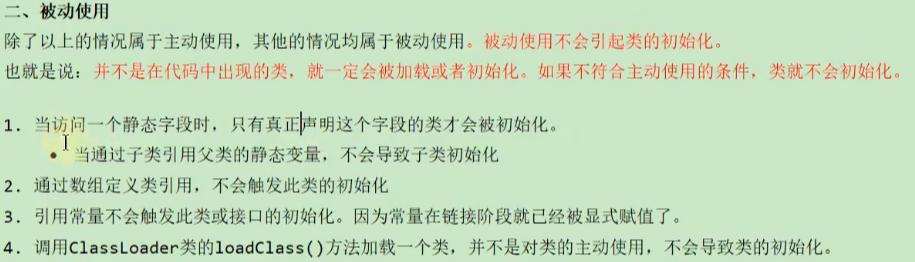 二、被动使用
除了以上的情况属于主动使用，其他的情况均属于被动使用。被动使用不会引起类的初始化。
也就是说：并不是在代码中出现的类，就一定会被加载或者初始化。如果不符合主动使用的条件，类就不会初始化。
1. 当访问一个静态字段时，只有真正声明这个字段的类才会被初始化。
• 当通过子类引用父类的静态变量，不会导致子类初始化
2. 通过数组定义类引用，不会触发此类的初始化
3. 引用常量不会触发此类或接口的初始化。因为常量在链接阶段就已经被显式赋值了。
4. 调用ClassLoader类的loadClass()方法加载一个类，并不是对类的主动使用，不会导致类的初始化。